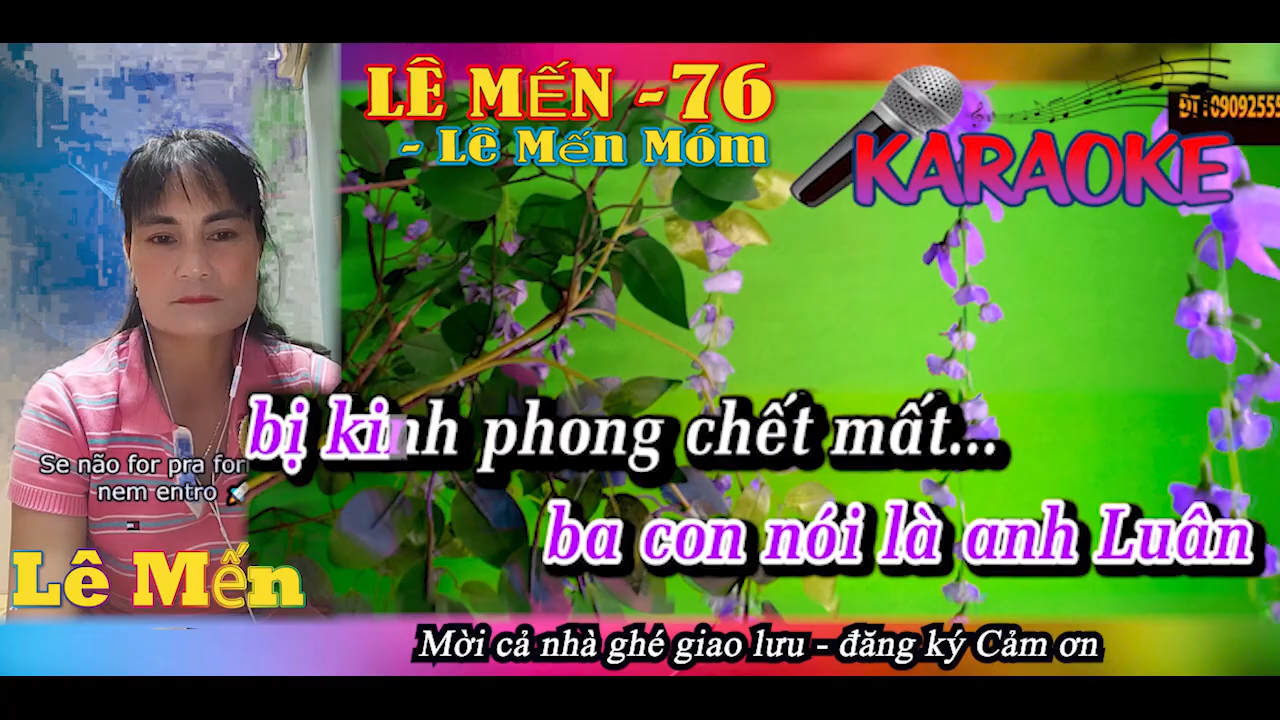 LÊ MẾN - 76
- Lê Mến Móm
KARAOKE
ĐT: 09092555
bị kinh phong chết mất...
Se não for pra for
nem entro
ba con nói là anh Luân
Lê Mến
Mời cả nhà ghé giao lưu - đăng ký Cảm ơn